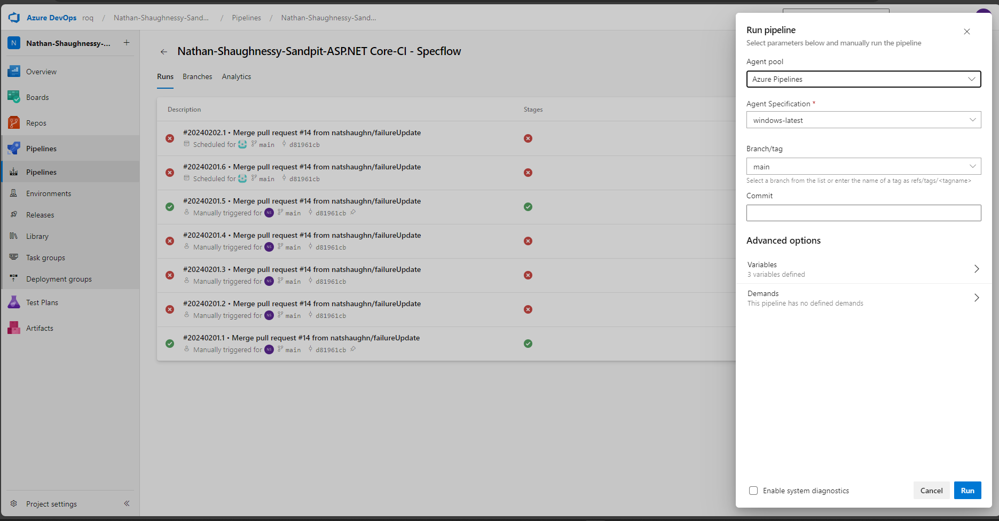 Azure DevOps roq / Nathan-Shaughnessy-Sand... / Pipelines / Nathan-Shaughnessy-Sand...
N Nathan-Shaughnessy-... +
Overview
Boards
Repos
Pipelines
Pipelines
Environments
Releases
Library
Task groups
Deployment groups
Test Plans
Artifacts
Project settings
Nathan-Shaughnessy-Sandpit-ASP.NET Core-CI - Specflow
Runs Branches Analytics
Description Stages
#20240202.1 • Merge pull request #14 from natshaughn/failureUpdate
Scheduled for main d81961cb
#20240201.6 • Merge pull request #14 from natshaughn/failureUpdate
Scheduled for main d81961cb
#20240201.5 • Merge pull request #14 from natshaughn/failureUpdate
Manually triggered for NS main d81961cb
#20240201.4 • Merge pull request #14 from natshaughn/failureUpdate
Manually triggered for NS main d81961cb
#20240201.3 • Merge pull request #14 from natshaughn/failureUpdate
Manually triggered for NS main d81961cb
#20240201.2 • Merge pull request #14 from natshaughn/failureUpdate
Manually triggered for NS main d81961cb
#20240201.1 • Merge pull request #14 from natshaughn/failureUpdate
Manually triggered for NS main d81961cb
Run pipeline
Select parameters below and manually run the pipeline
Agent pool
Azure Pipelines
Agent Specification *
windows-latest
Branch/tag
main
Select a branch from the list or enter the name of a tag as refs/tags/<tagname>
Commit
Advanced options
Variables
3 variables defined
Demands
This pipeline has no defined demands
Enable system diagnostics
Cancel Run